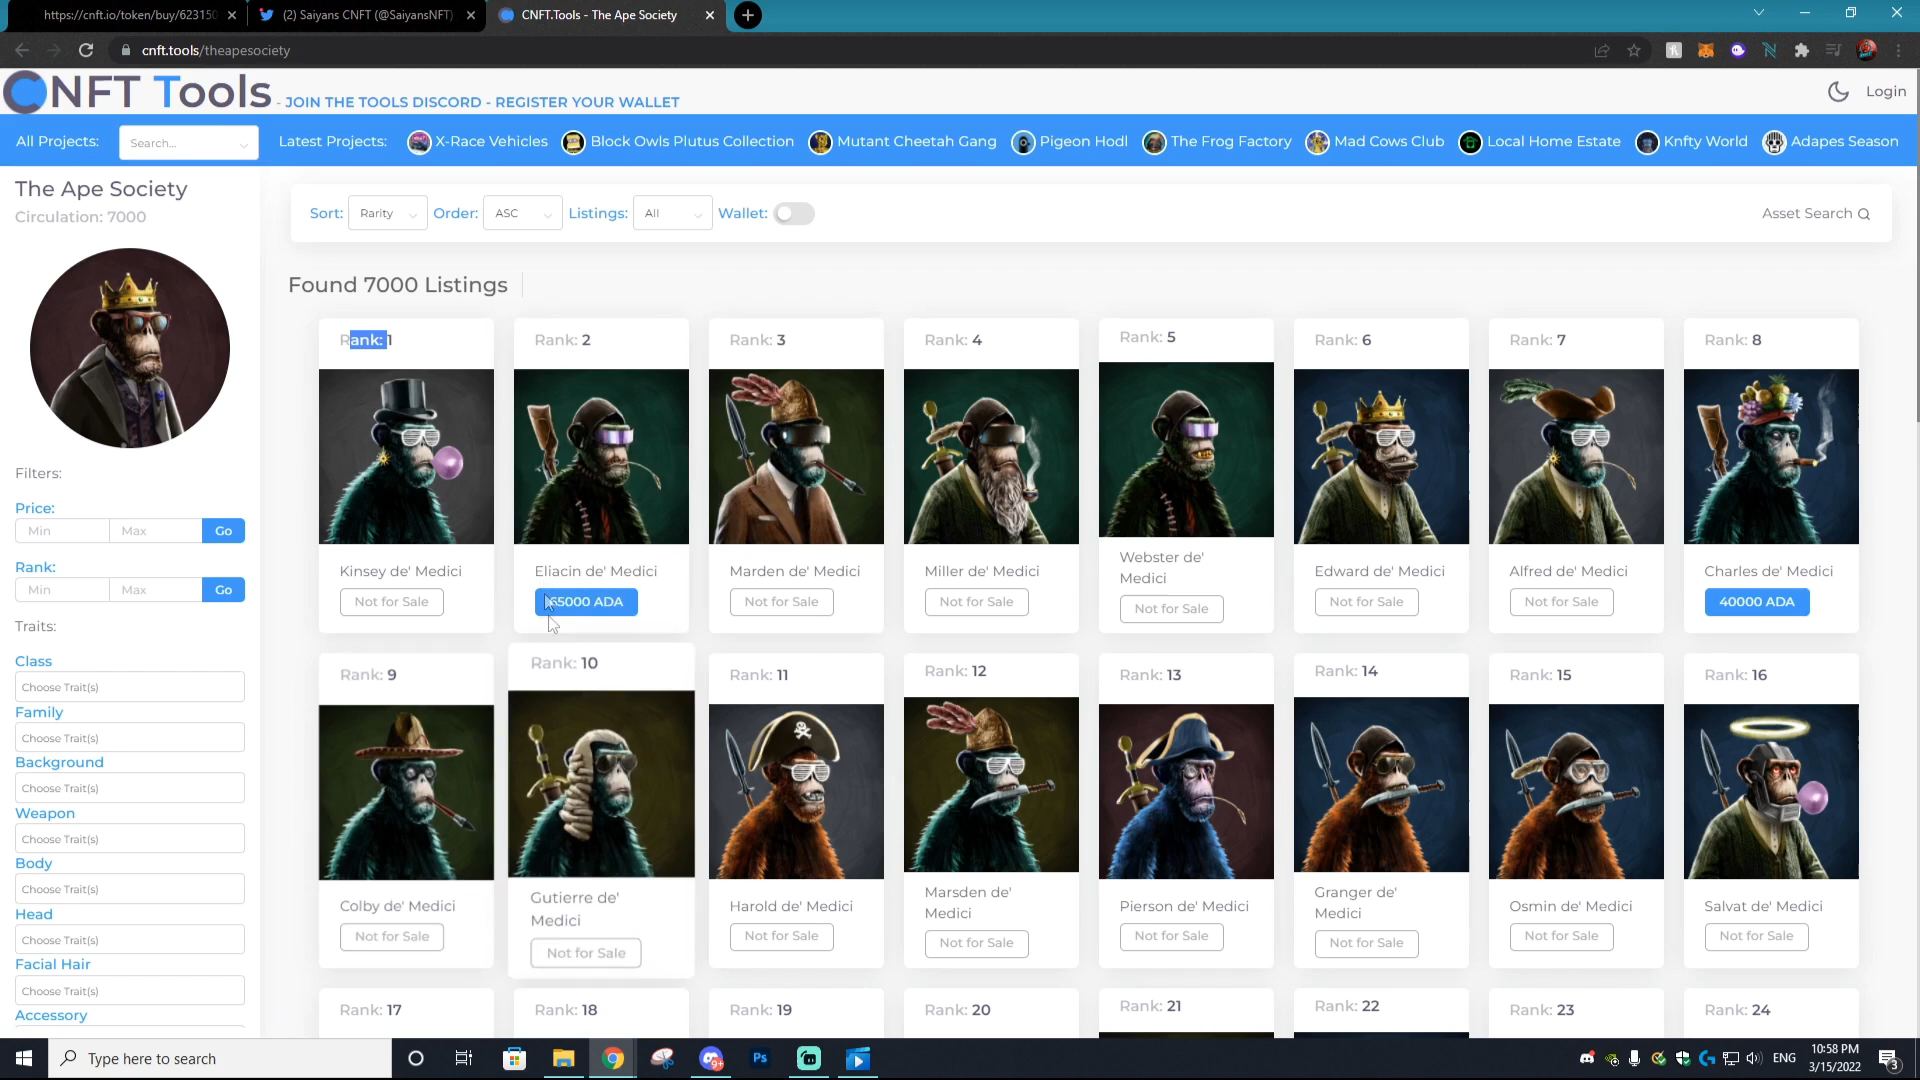 https://cnft.io/token/buy/623150
(2) Saiyans CNFT (@SaiyansNFT)
CNFT.Tools - The Ape Society
cnft.tools/theapesociety
CNFT Tools - JOIN THE TOOLS DISCORD - REGISTER YOUR WALLET
Login
All Projects: Search... Latest Projects: X-Race Vehicles Block Owls Plutus Collection Mutant Cheetah Gang Pigeon Hodl The Frog Factory Mad Cows Club Local Home Estate Knfty World Adapes Season
The Ape Society
Circulation: 7000
Filters:
Price:
Min Max Go
Rank:
Min Max Go
Traits:
Class
Choose Trait(s)
Family
Choose Trait(s)
Background
Choose Trait(s)
Weapon
Choose Trait(s)
Body
Choose Trait(s)
Head
Choose Trait(s)
Facial Hair
Choose Trait(s)
Accessory
Sort: Rarity Order: ASC Listings: All Wallet: Asset Search
Found 7000 Listings
Rank: 1 Rank: 2 Rank: 3 Rank: 4 Rank: 5 Rank: 6 Rank: 7 Rank: 8
Kinsey de' Medici
Not for Sale
Eliacin de' Medici
65000 ADA
Marden de' Medici
Not for Sale
Miller de' Medici
Not for Sale
Webster de'
Medici
Not for Sale
Edward de' Medici
Not for Sale
Alfred de' Medici
Not for Sale
Charles de' Medici
40000 ADA
Rank: 9 Rank: 10 Rank: 11 Rank: 12 Rank: 13 Rank: 14 Rank: 15 Rank: 16
Colby de' Medici
Not for Sale
Gutierre de'
Medici
Not for Sale
Harold de' Medici
Not for Sale
Marsden de'
Medici
Not for Sale
Pierson de' Medici
Not for Sale
Granger de'
Medici
Not for Sale
Osmin de' Medici
Not for Sale
Salvat de' Medici
Not for Sale
Rank: 17 Rank: 18 Rank: 19 Rank: 20 Rank: 21 Rank: 22 Rank: 23 Rank: 24
Type here to search
Ps
9+
ENG
10:58 PM
3/15/2022
3